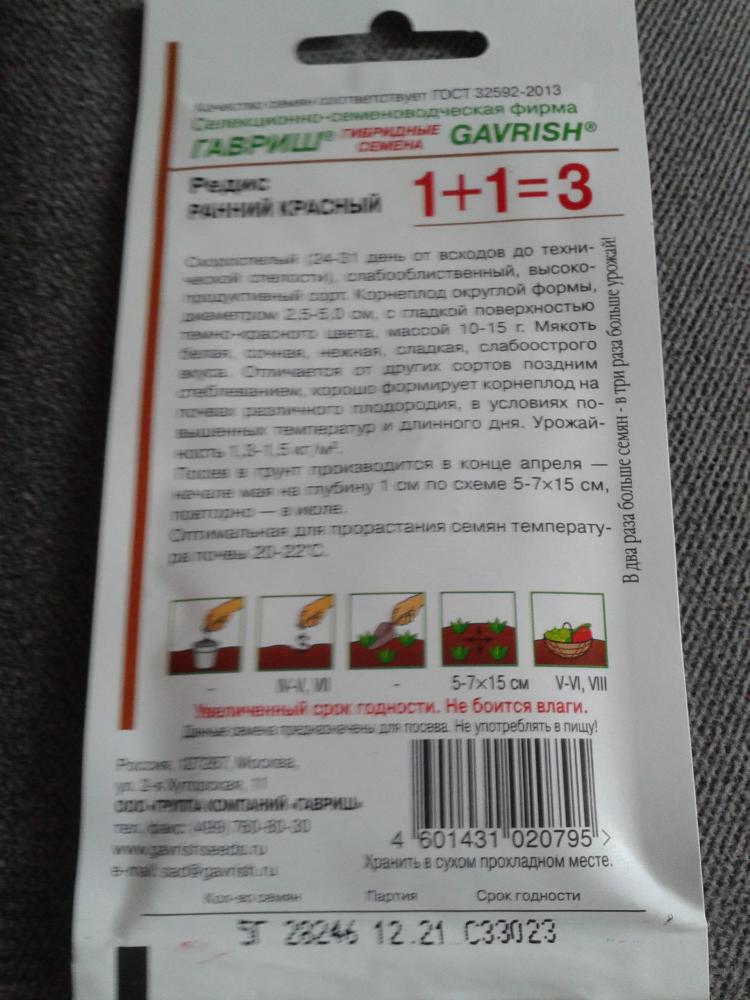 Качество семян соответствует ГОСТ 32592-2013
Селекционно-семеноводческая фирма
ГАВРИШ® ГИБРИДНЫЕ СЕМЕНА GAVRISH®
Редис
РАННИЙ КРАСНЫЙ
1+1=3
Скороспелый (24-31 день от всходов до техни-
ческой спелости), слабооблиственный, высоко-
продуктивный сорт. Корнеплод округлой формы,
диаметром 2,5-5,0 см, с гладкой поверхностью
темно-красного цвета, массой 10-15 г. Мякоть
белая, сочная, нежная, сладкая, слабоострого
вкуса. Отличается от других сортов поздним
стеблеванием, хорошо формирует корнеплод на
почвах различного плодородия, в условиях по-
вышенных температур и длинного дня. Урожай-
ность 1,3-1,5 кг/м².
Посев в грунт производится в конце апреля —
начале мая на глубину 1 см по схеме 5-7×15 см,
повторно — в июле.
Оптимальная для прорастания семян температу-
ра почвы 20-22°С.
В два раза больше семян - в три раза больше урожай!
- IV-V, VII - 5-7×15 см V-VI, VIII
Увеличенный срок годности. Не боится влаги.
Данные семена предназначены для посева. Не употреблять в пищу!
Россия, Москва,
ул. 2-я 11
ООО «ГРУППА КОМПАНИЙ «ГАВРИШ»
тел./факс:
www.gavrishseeds.ru
e-mail: sad@gavrish.ru
4 601431 020795 >
Хранить в сухом прохладном месте.
Кол-во семян Партия Срок годности
5Г 28246 12.21 С33023